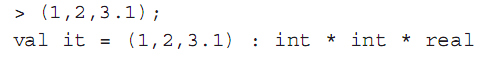 > (1,2,3.1);
val it = (1,2,3.1) : int * int * real